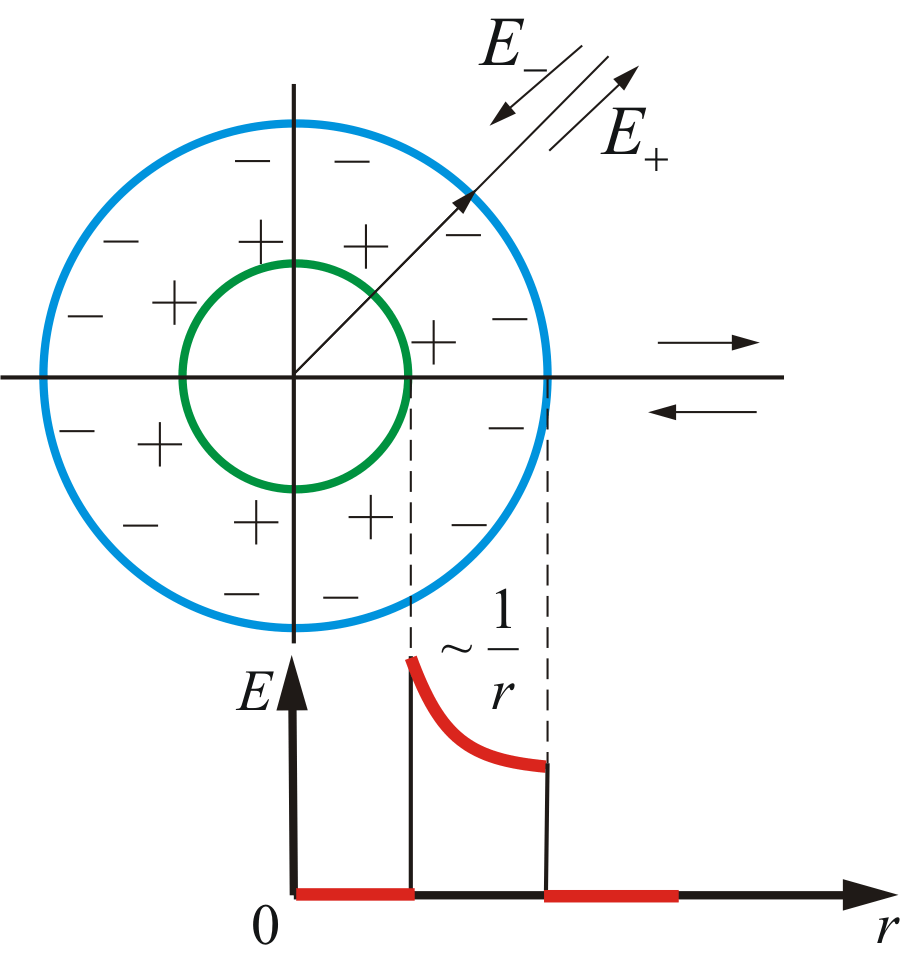 E₋
E₊
− −
− + + −
− + + −
− + −
− + + −
− −
~ 1/r
E
0
r